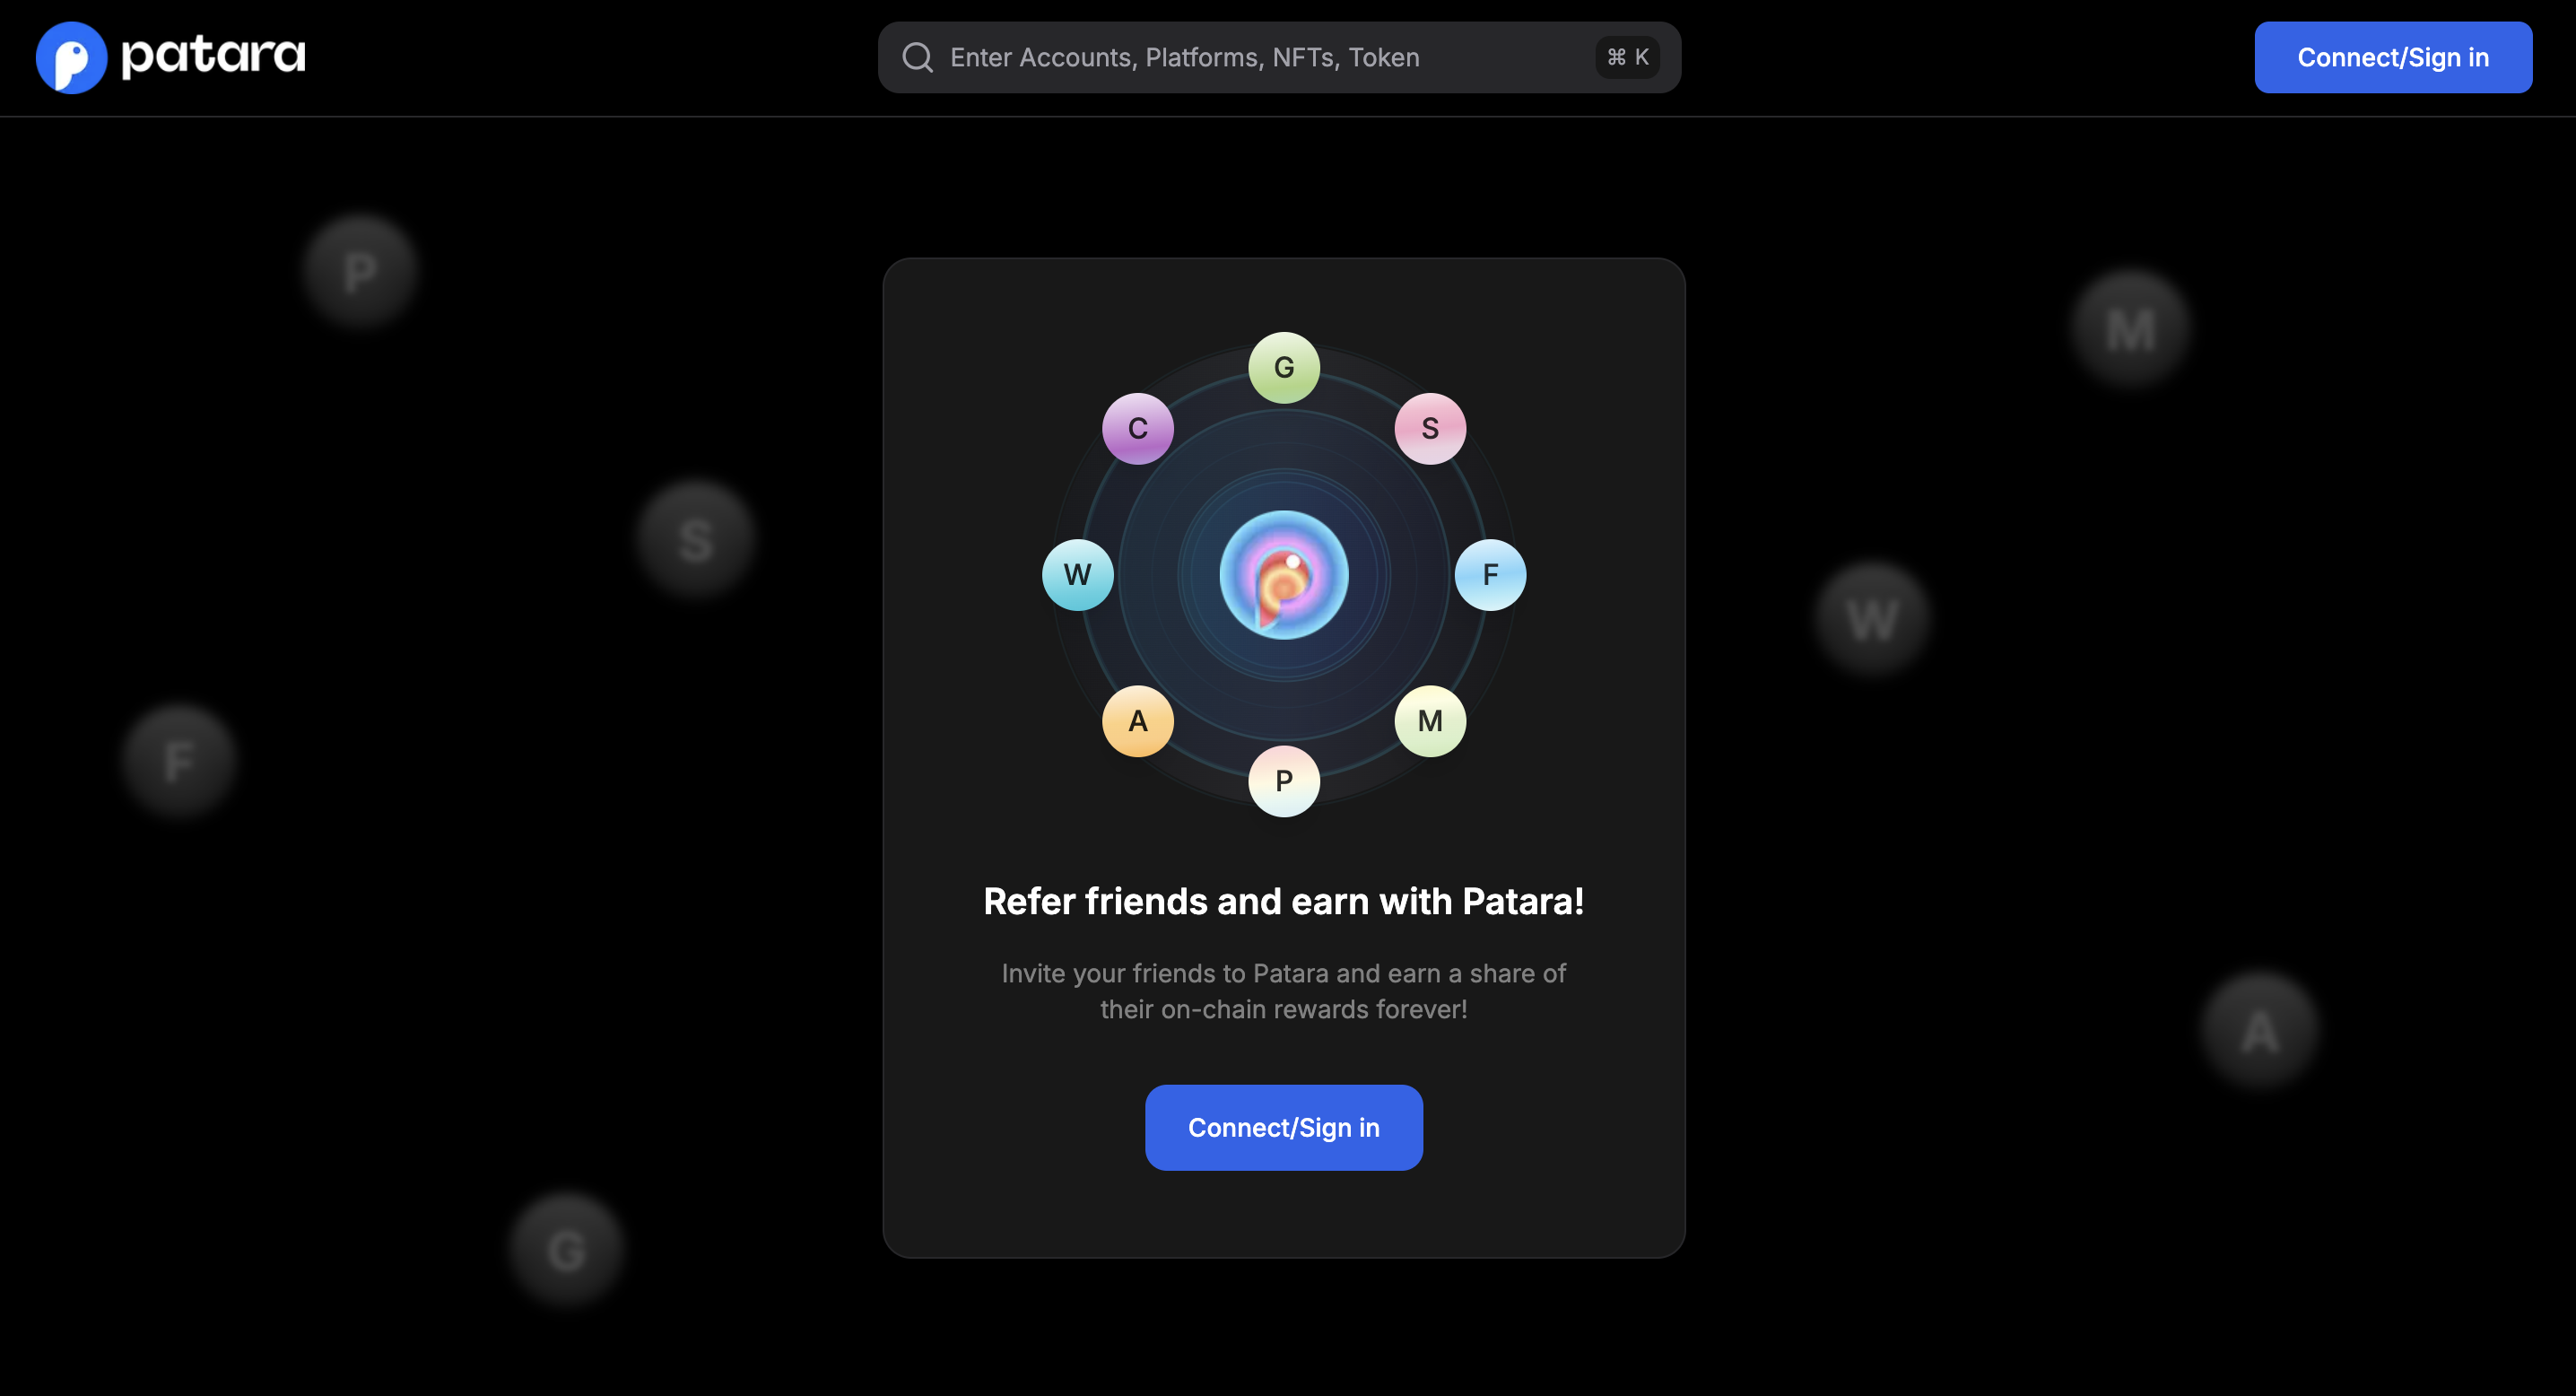 patara
Enter Accounts, Platforms, NFTs, Token
⌘ K
Connect/Sign in
P
M
G
C
S
S
W
F
W
A
M
F
P
Refer friends and earn with Patara!
Invite your friends to Patara and earn a share of
their on-chain rewards forever!
A
Connect/Sign in
G